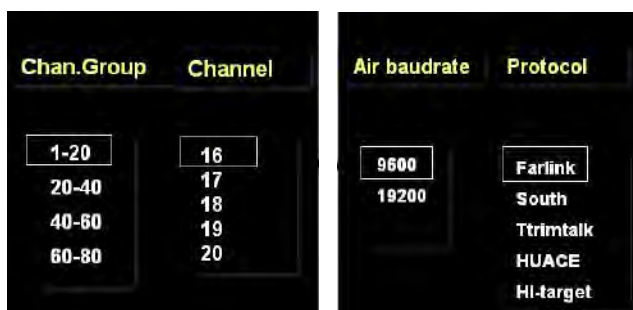 Chan.Group Channel
1-20 16
20-40 17
40-60 18
60-80 19
20
Air baudrate Protocol
9600 Farlink
19200 South
Ttrimtalk
HUACE
HI-target